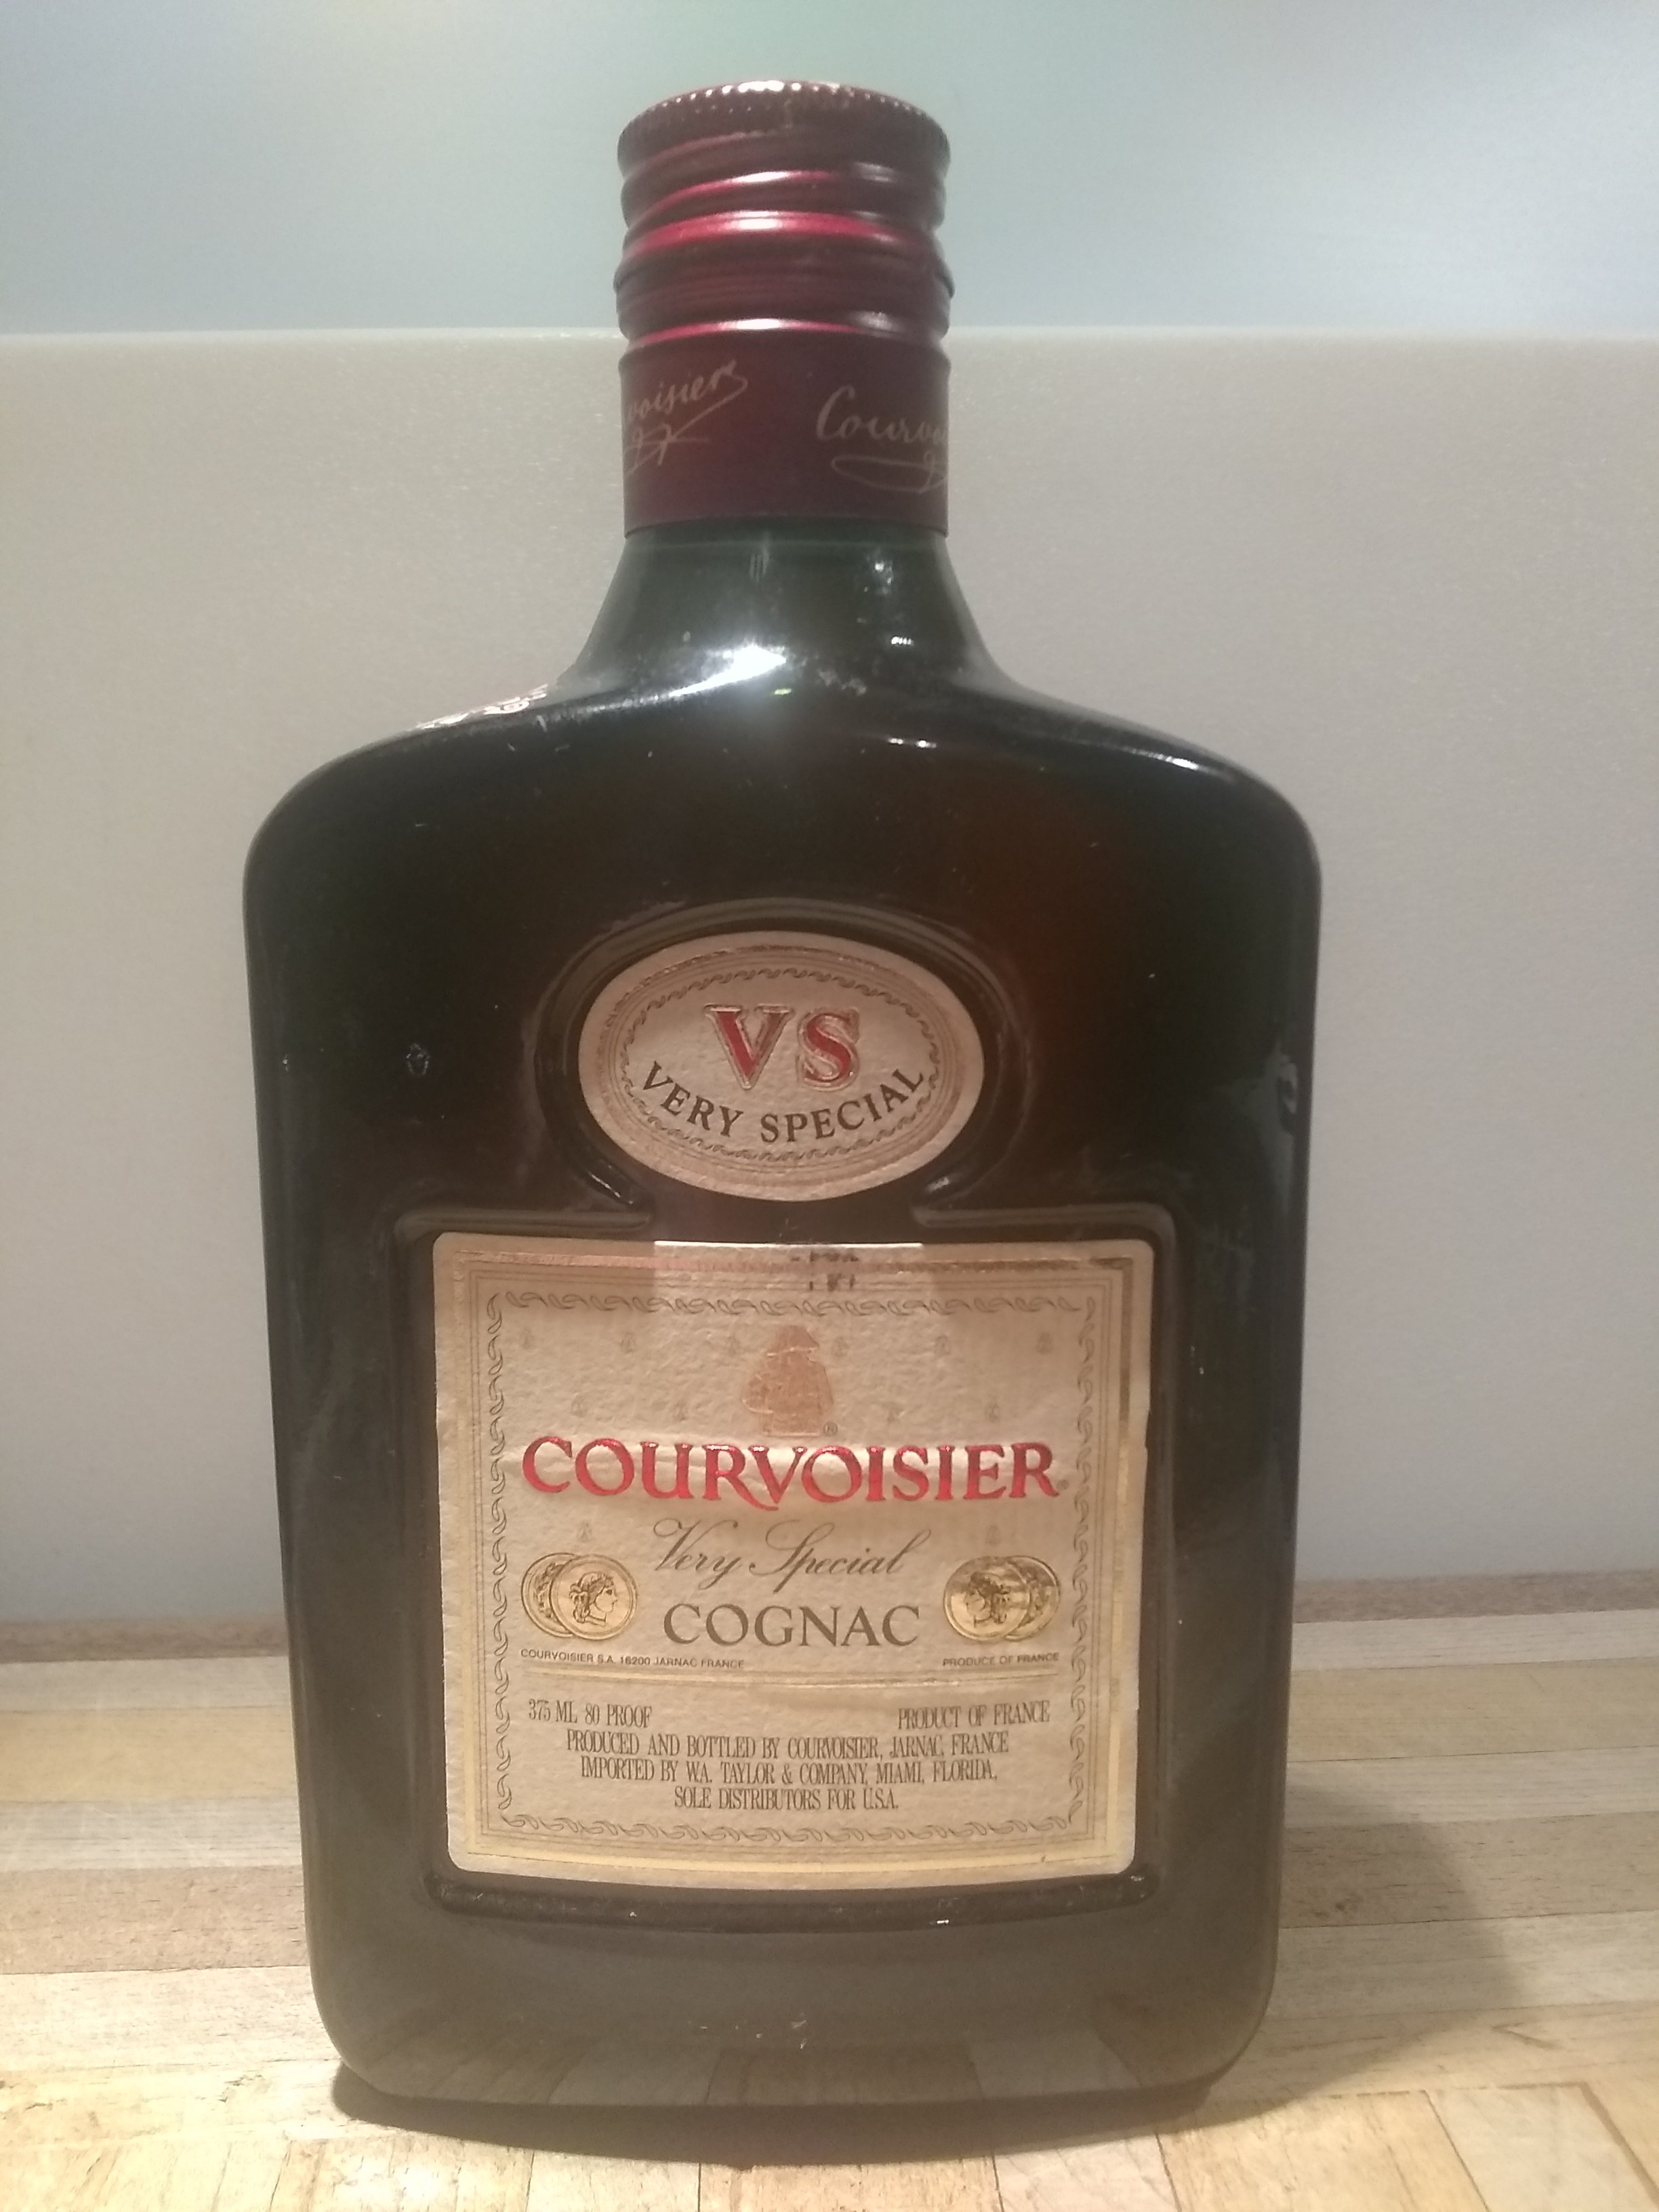 Courvoisier
VS
VERY SPECIAL
COURVOISIER
Very Special
COGNAC
COURVOISIER S.A. 16200 JARNAC FRANCE PRODUCE OF FRANCE
375 ML 80 PROOF PRODUCT OF FRANCE
PRODUCED AND BOTTLED BY COURVOISIER, JARNAC, FRANCE
IMPORTED BY W.A. TAYLOR & COMPANY, MIAMI, FLORIDA,
SOLE DISTRIBUTORS FOR U.S.A.